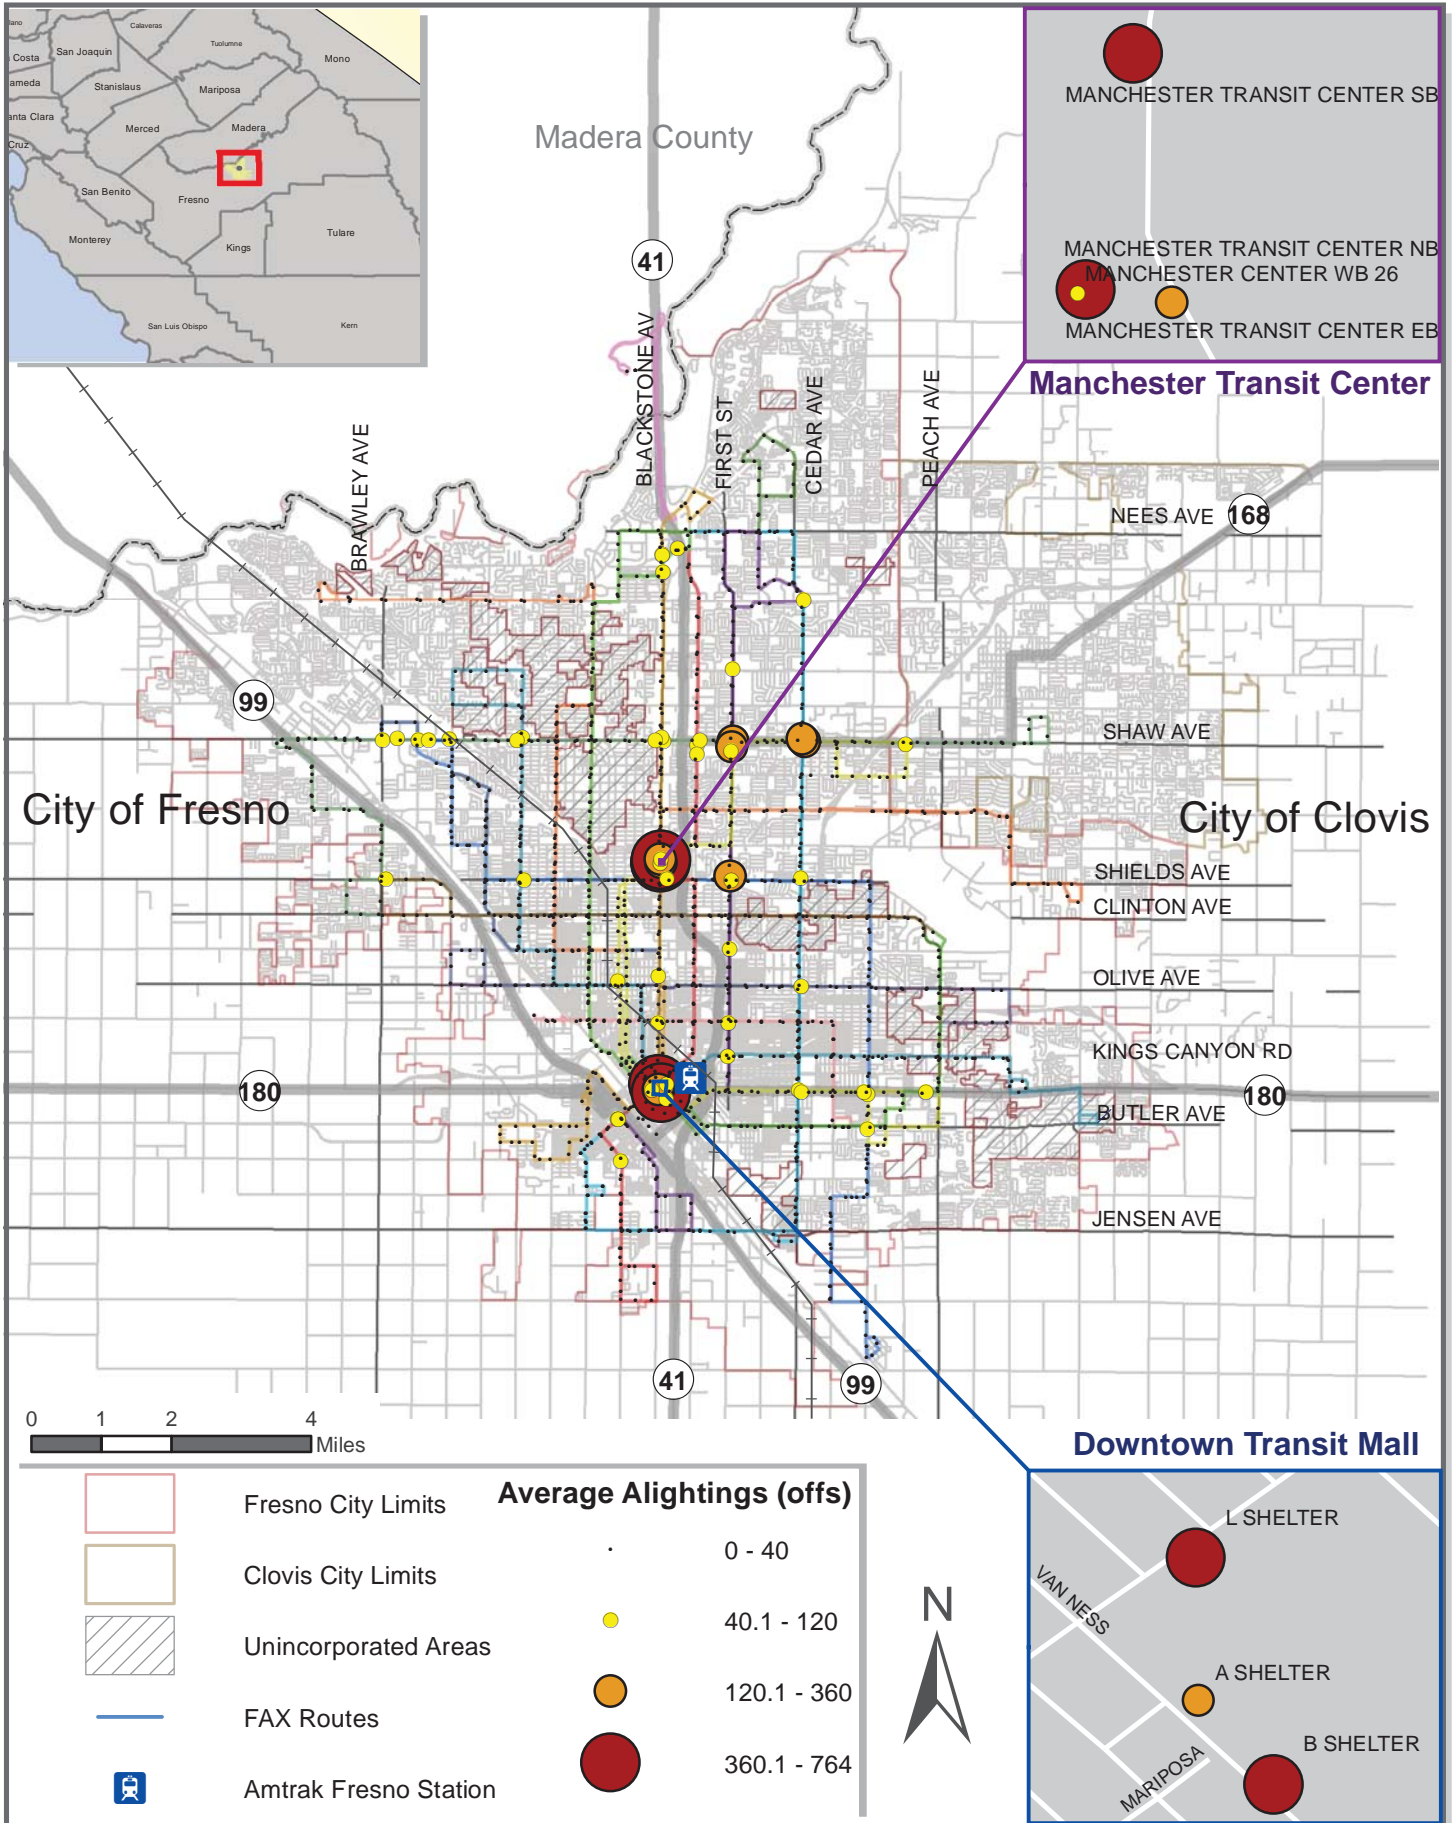 lano
Calaveras
Tuolumne
Mono
Costa
San Joaquin
ameda
Stanislaus
Mariposa
anta Clara
Merced
Madera
Cruz
San Benito
Fresno
Monterey
Kings
Tulare
San Luis Obispo
Kern
MANCHESTER TRANSIT CENTER SB
MANCHESTER TRANSIT CENTER NB
MANCHESTER CENTER WB 26
MANCHESTER TRANSIT CENTER EB
Manchester Transit Center
Madera County
41
BLACKSTONE AV
FIRST ST
CEDAR AVE
PEACH AVE
BRAWLEY AVE
NEES AVE
168
99
SHAW AVE
City of Fresno
City of Clovis
SHIELDS AVE
CLINTON AVE
OLIVE AVE
KINGS CANYON RD
180
180
BUTLER AVE
JENSEN AVE
41
99
0 1 2 4
Miles
Downtown Transit Mall
L SHELTER
VAN NESS
A SHELTER
B SHELTER
MARIPOSA
Fresno City Limits
Clovis City Limits
Unincorporated Areas
FAX Routes
Amtrak Fresno Station
Average Alightings (offs)
0 - 40
40.1 - 120
120.1 - 360
360.1 - 764
N